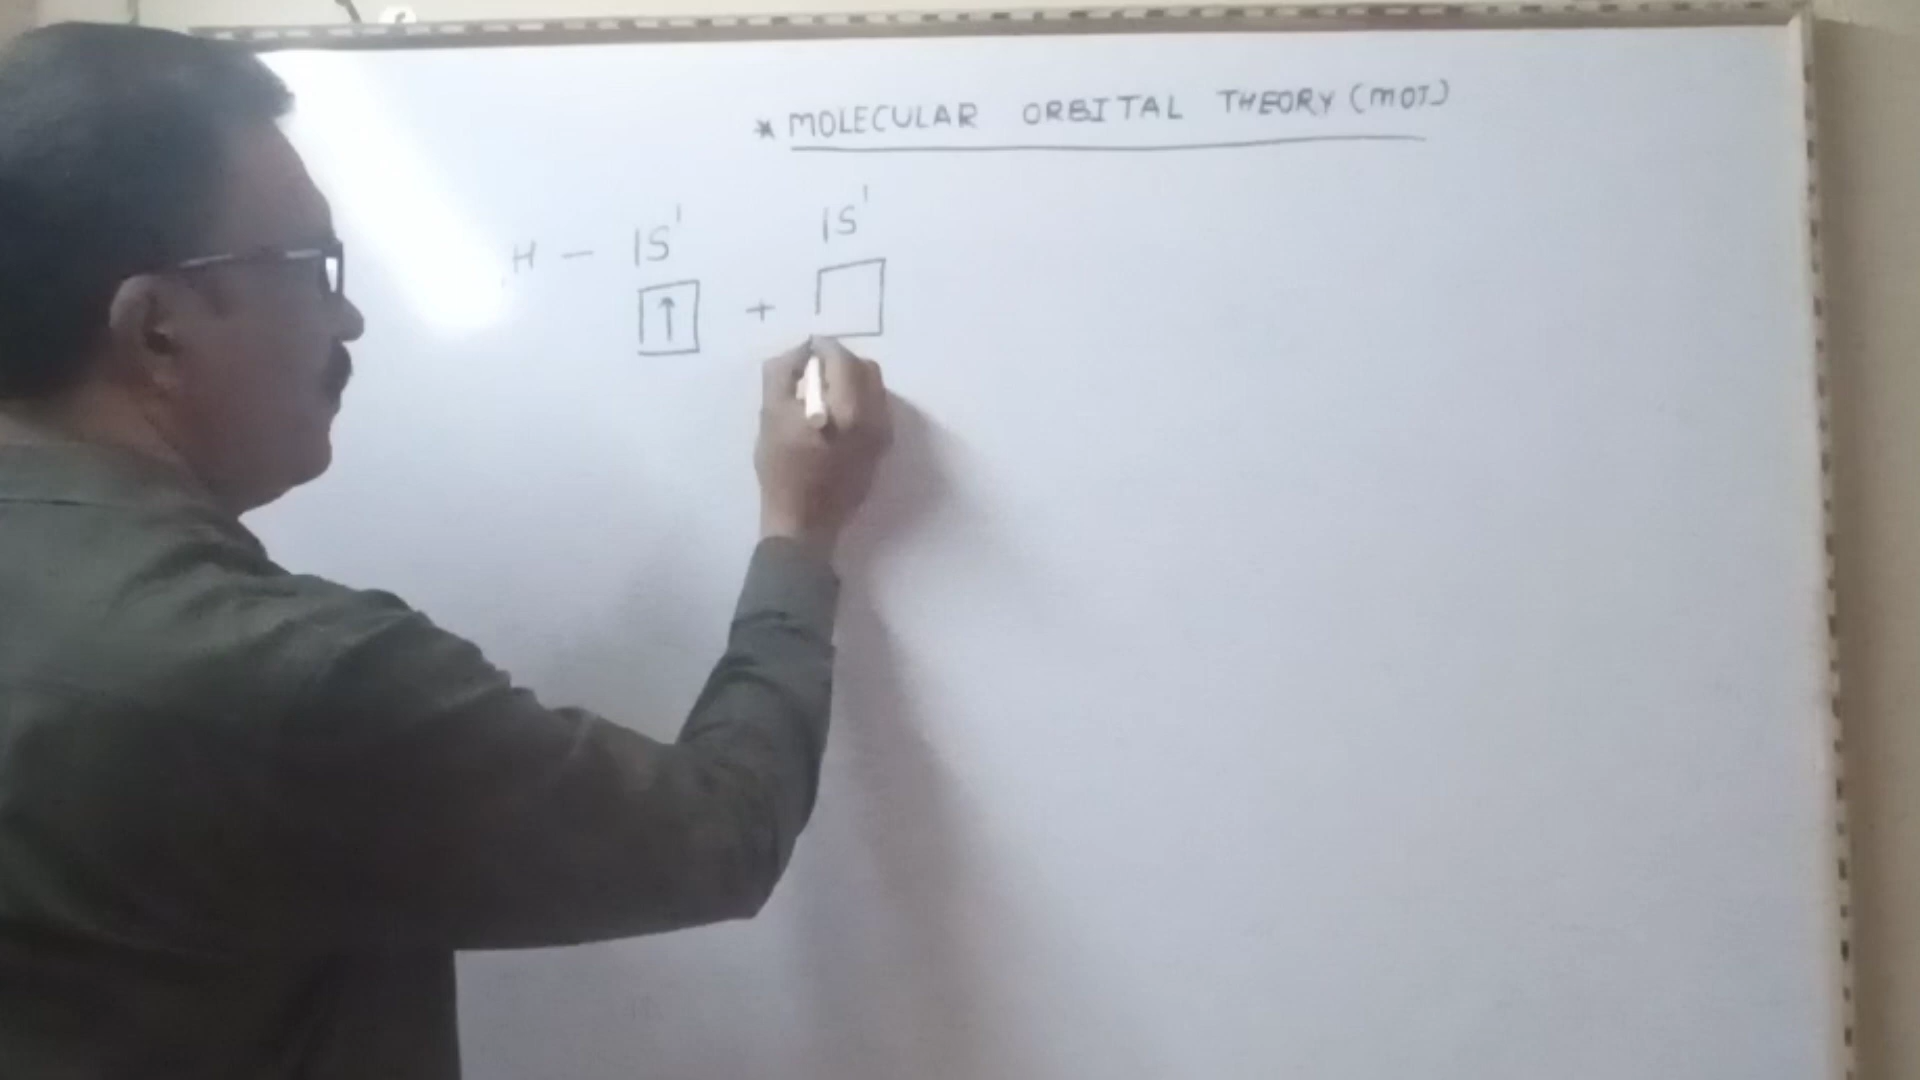 * MOLECULAR ORBITAL THEORY (MOT)
H — 1S¹ 1S¹
↑ +